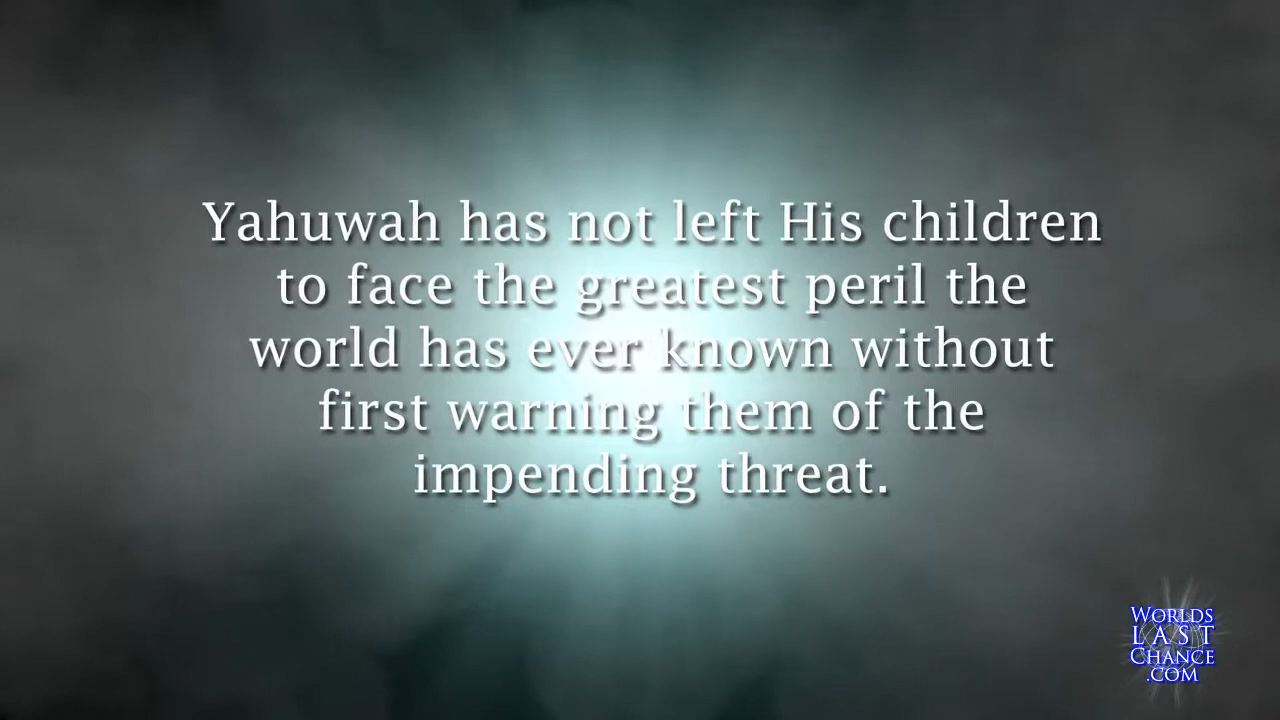 Yahuwah has not left His children
to face the greatest peril the
world has ever known without
first warning them of the
impending threat.
WORLDS
LAST
CHANCE
.COM